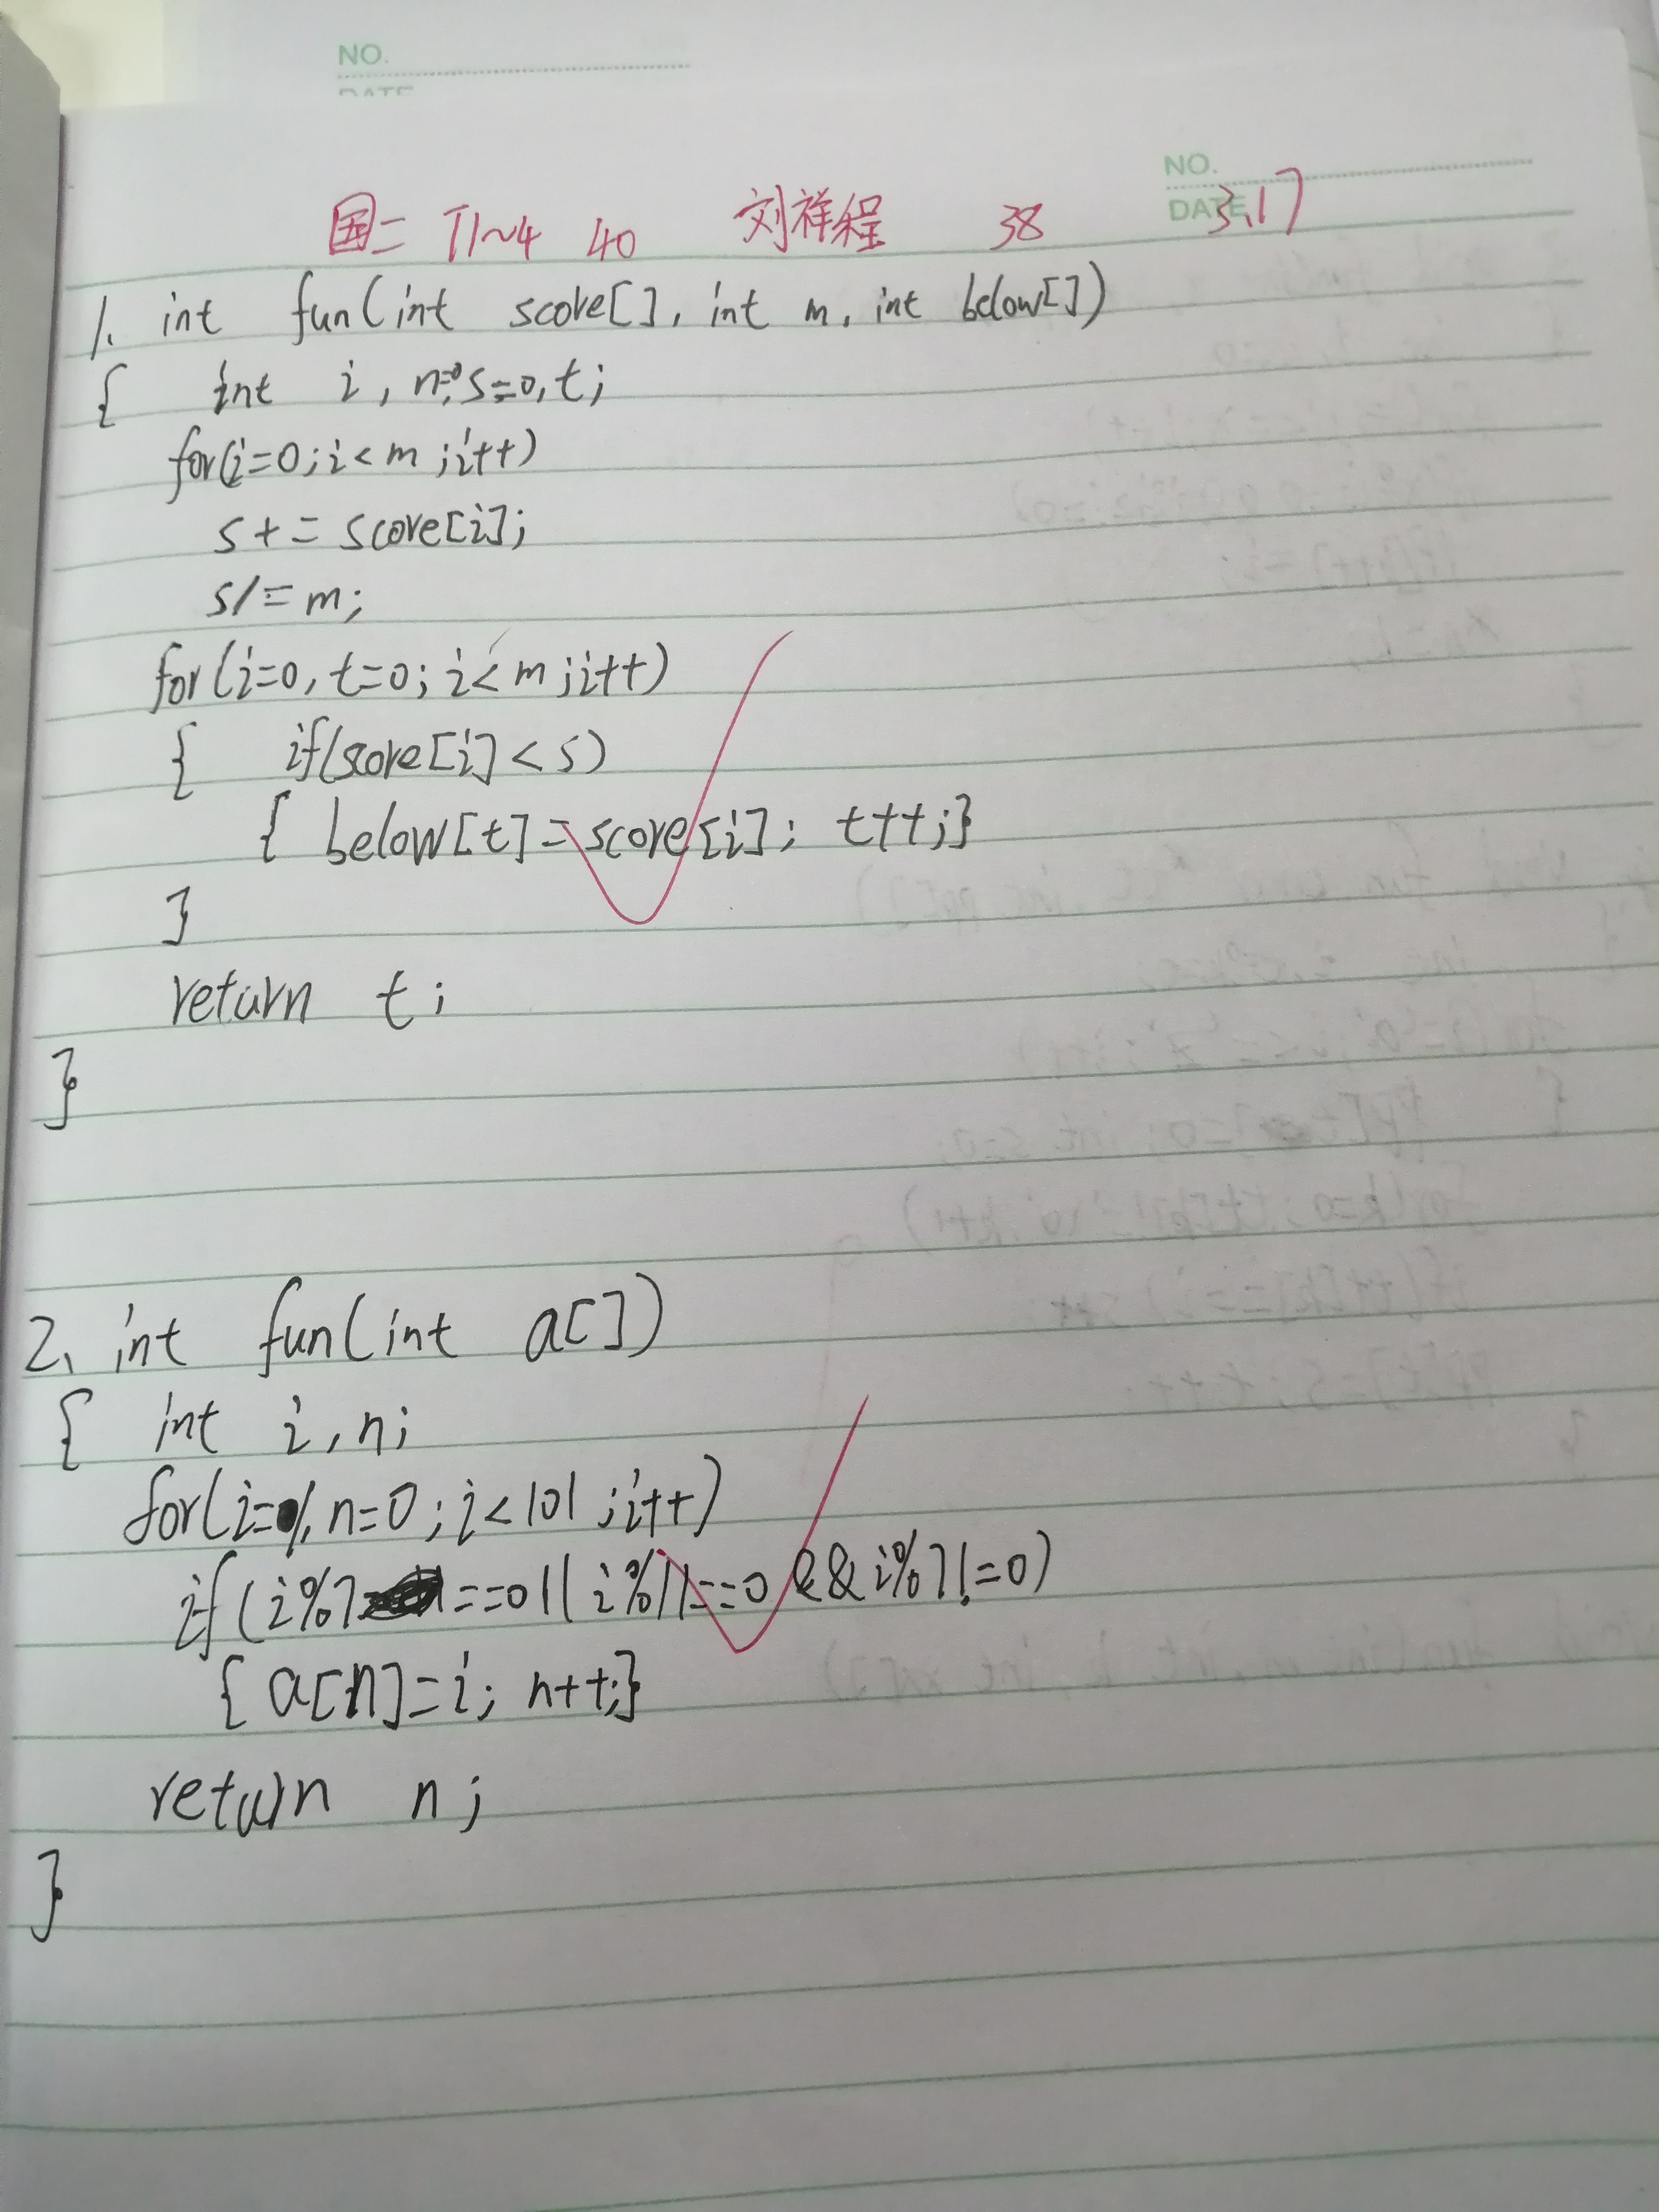 NO.
DATE
NO.
DATE 3.17
国二 T1~4 40 刘祥程 38
1. int fun(int score[], int m, int below[])
{ int i, n=0, s=0, t;
for(i=0; i<m; i++)
s+=score[i];
s/=m;
for(i=0, t=0; i<m; i++)
{ if(score[i]<s)
{ below[t]=score[i]; t++;}
}
return t;
}
2. int fun(int a[])
{ int i, n;
for(i=1, n=0; i<101; i++)
if(i%7==0||i%11==0&&i%7!=0)
{a[n]=i; n++;}
return n;
}